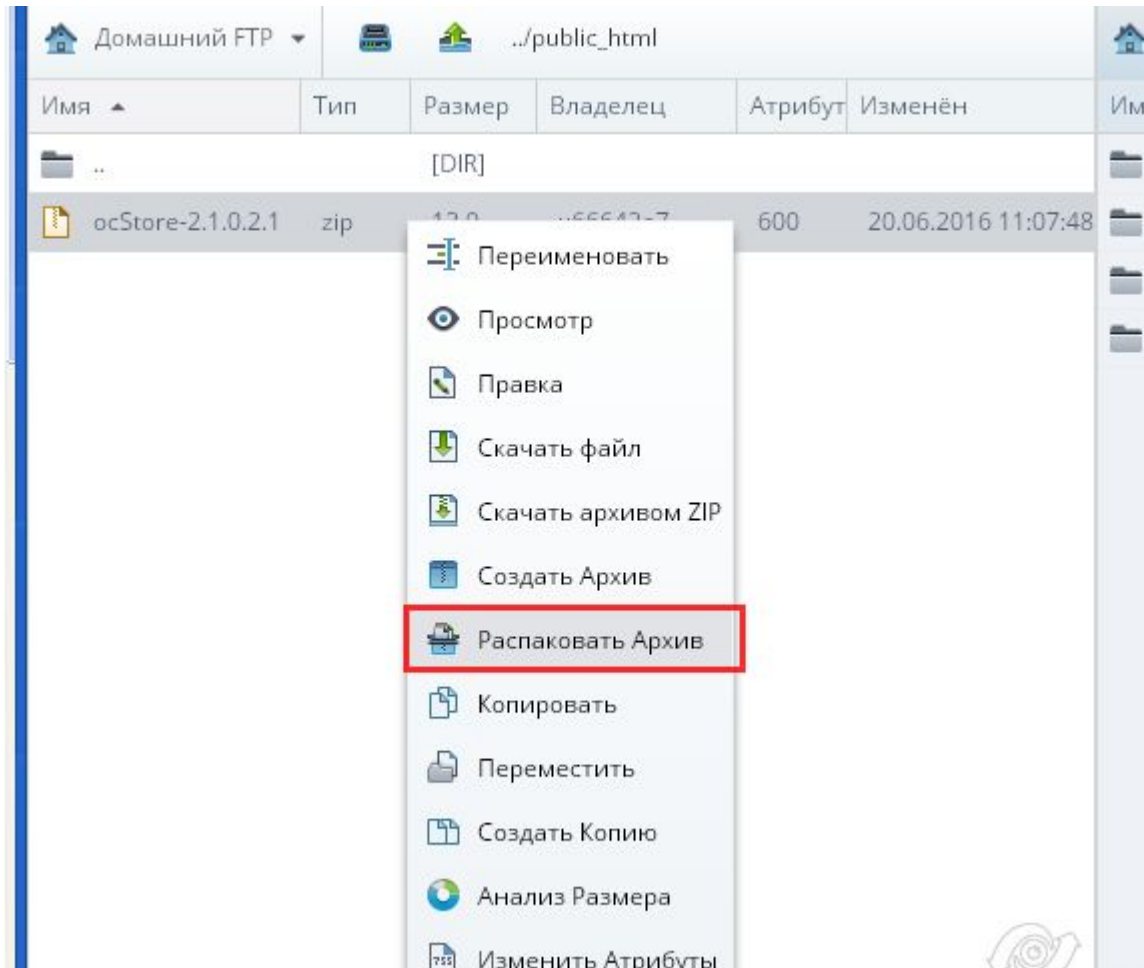 Домашний FTP ../public_html
Имя Тип Размер Владелец Атрибут Изменён Им
.. [DIR]
ocStore-2.1.0.2.1 zip 600 20.06.2016 11:07:48
Переименовать
Просмотр
Правка
Скачать файл
Скачать архивом ZIP
Создать Архив
Распаковать Архив
Копировать
Переместить
Создать Копию
Анализ Размера
Изменить Атрибуты